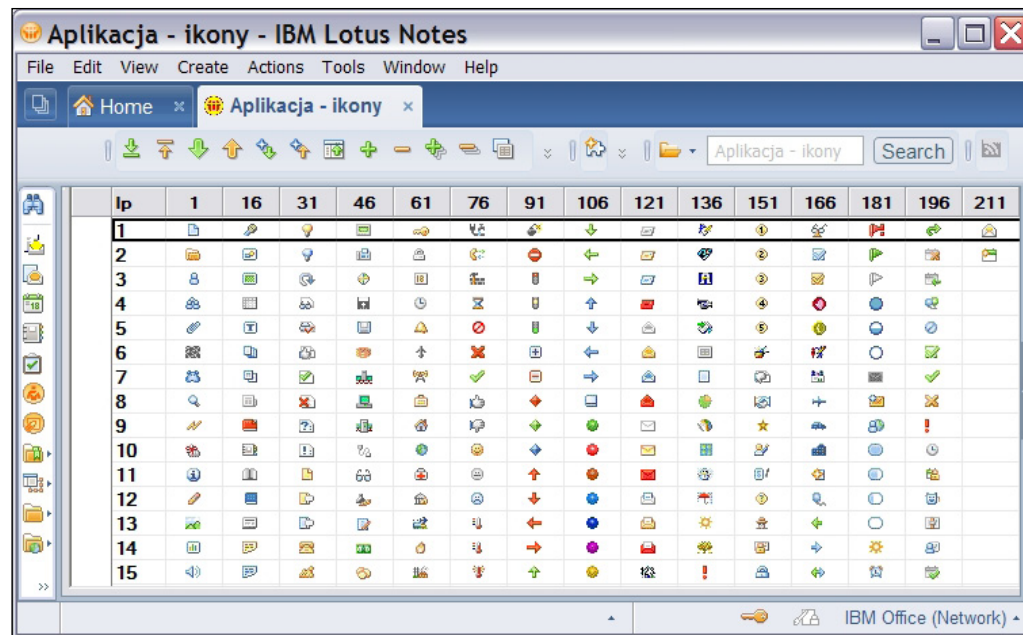 Aplikacja - ikony - IBM Lotus Notes
File Edit View Create Actions Tools Window Help
Home Aplikacja - ikony
Aplikacja - ikony Search
lp 1 16 31 46 61 76 91 106 121 136 151 166 181 196 211
1
2
3
4
5
6
7
8
9
10
11
12
13
14
15
IBM Office (Network)